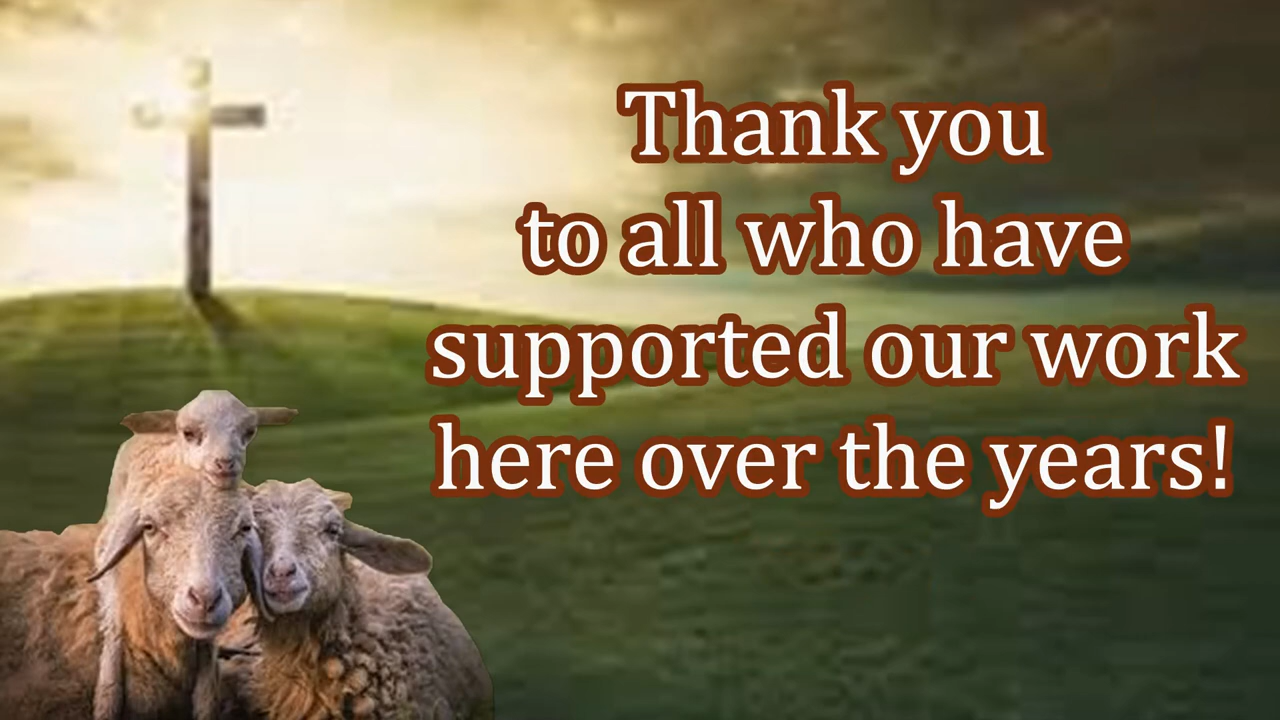 Thank you
to all who have
supported our work
here over the years!